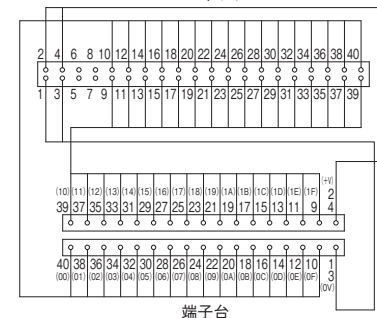 2 4 6 8 10 12 14 16 18 20 22 24 26 28 30 32 34 36 38 40
1 3 5 7 9 11 13 15 17 19 21 23 25 27 29 31 33 35 37 39
(10) (11) (12) (13) (14) (15) (16) (17) (18) (19) (1A) (1B) (1C) (1D) (1E) (1F) (+V)
39 37 35 33 31 29 27 25 23 21 19 17 15 13 11 9 2 4
40 38 36 34 32 30 28 26 24 22 20 18 16 14 12 10 1 3
(00) (01) (02) (03) (04) (05) (06) (07) (08) (09) (0A) (0B) (0C) (0D) (0E) (0F) (0V)
端子台